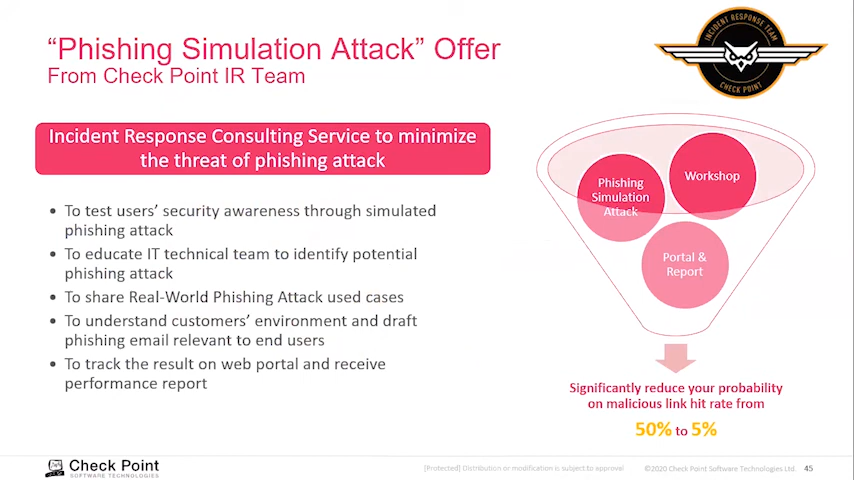 “Phishing Simulation Attack” Offer
From Check Point IR Team
INCIDENT RESPONSE TEAM
CHECK POINT
Incident Response Consulting Service to minimize
the threat of phishing attack
• To test users’ security awareness through simulated
phishing attack
• To educate IT technical team to identify potential
phishing attack
• To share Real-World Phishing Attack used cases
• To understand customers’ environment and draft
phishing email relevant to end users
• To track the result on web portal and receive
performance report
Phishing
Simulation
Attack
Workshop
Portal &
Report
Significantly reduce your probability
on malicious link hit rate from
50% to 5%
Check Point
SOFTWARE TECHNOLOGIES
[Protected] Distribution or modification is subject to approval
©2020 Check Point Software Technologies Ltd.
45